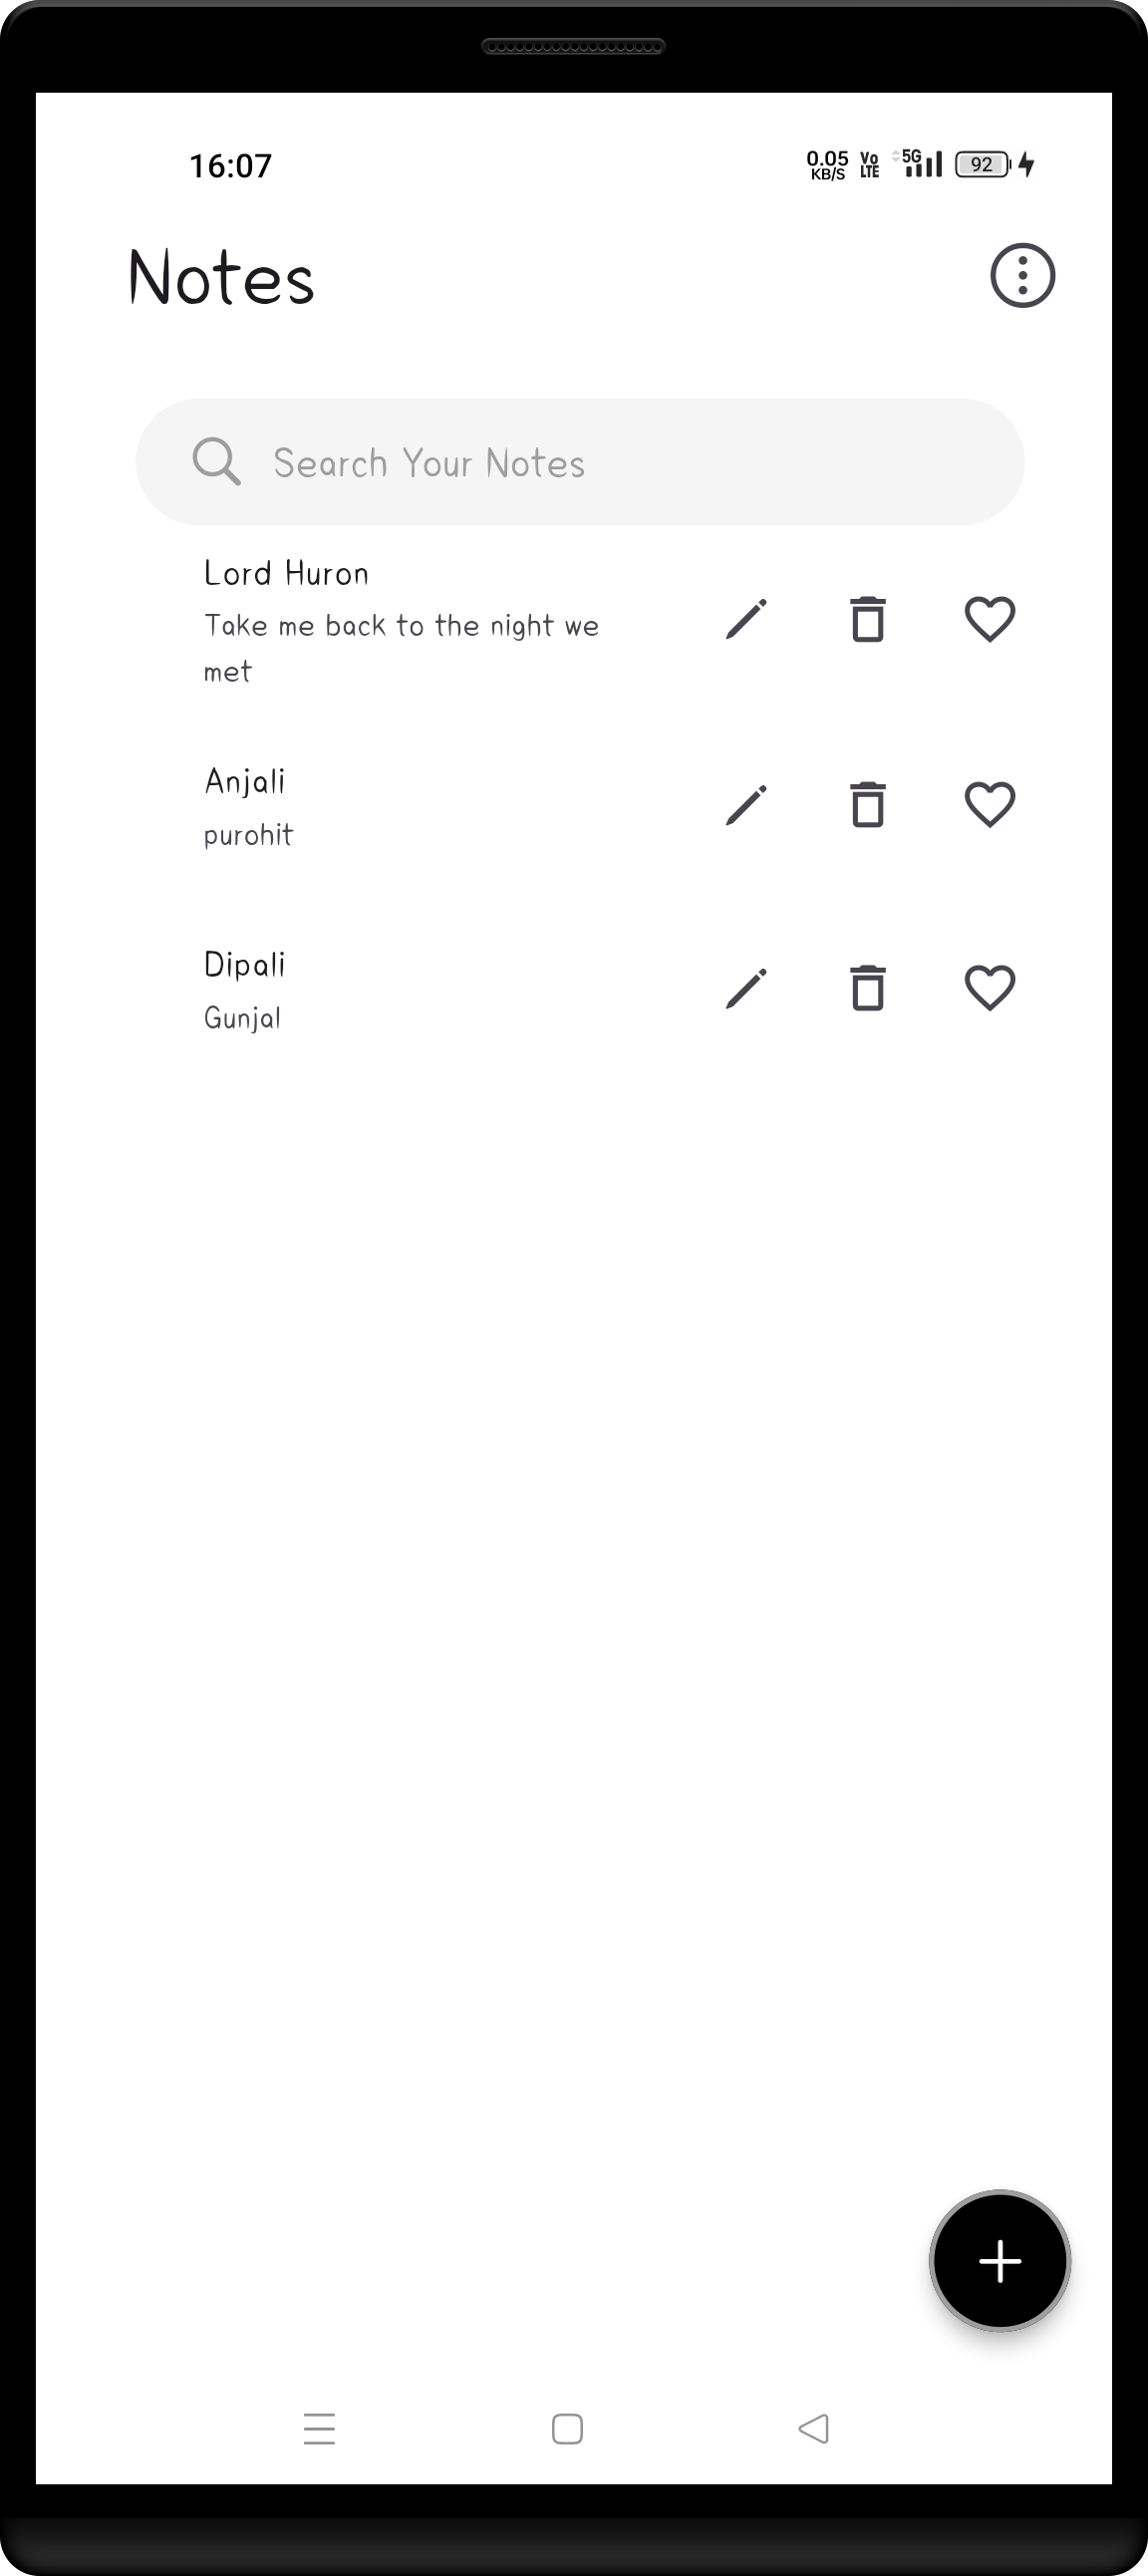 16:07
0.05
KB/S
Vo
LTE
5G
92
Notes
Search Your Notes
Lord Huron
Take me back to the night we
met
Anjali
purohit
Dipali
Gunjal